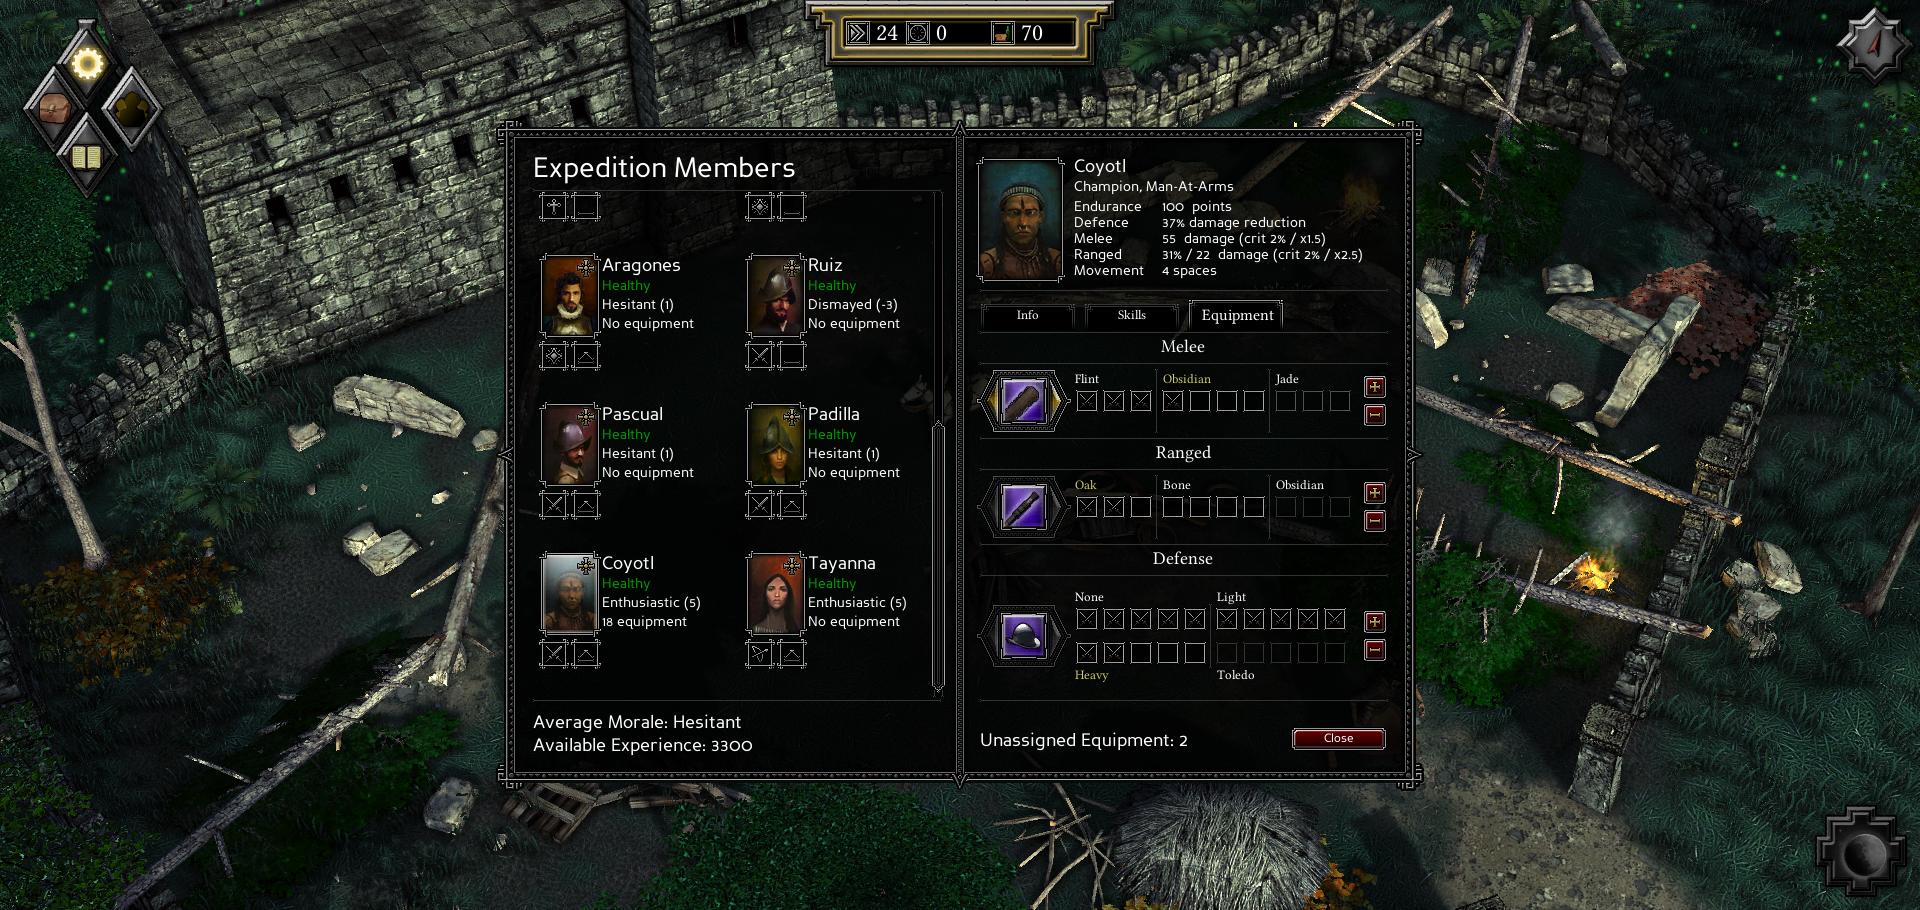 24 0 70
Expedition Members
Aragones
Healthy
Hesitant (1)
No equipment
Ruiz
Healthy
Dismayed (-3)
No equipment
Pascual
Healthy
Hesitant (1)
No equipment
Padilla
Healthy
Hesitant (1)
No equipment
Coyotl
Healthy
Enthusiastic (5)
18 equipment
Tayanna
Healthy
Enthusiastic (5)
No equipment
Average Morale: Hesitant
Available Experience: 3300
Coyotl
Champion, Man-At-Arms
Endurance 100 points
Defence 37% damage reduction
Melee 55 damage (crit 2% / x1.5)
Ranged 31% / 22 damage (crit 2% / x2.5)
Movement 4 spaces
Info Skills Equipment
Melee
Flint Obsidian Jade
Ranged
Oak Bone Obsidian
Defense
None Light
Heavy Toledo
Unassigned Equipment: 2
Close